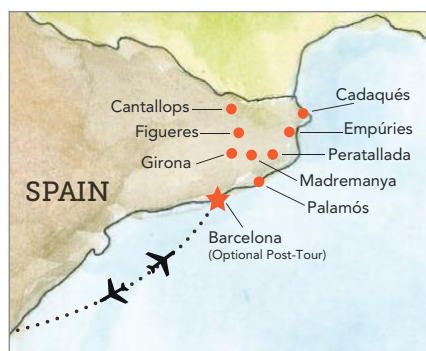 Cantallops
Cadaqués
Figueres
Empúries
Girona
Peratallada
Madremanya
SPAIN
Palamós
Barcelona
(Optional Post-Tour)